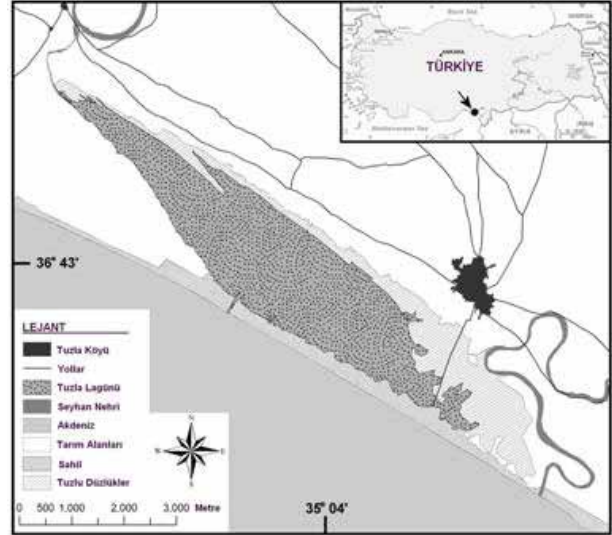 Black Sea
ANKARA
TÜRKİYE
Mediterranean Sea
SYRIA
36° 43'
LEJANT
Tuzla Köyü
Yollar
Tuzla Lagünü
Seyhan Nehri
Akdeniz
Tarım Alanları
Sahil
Tuzlu Düzlükler
N
S
0 500 1.000 2.000 3.000 Metre
35° 04'